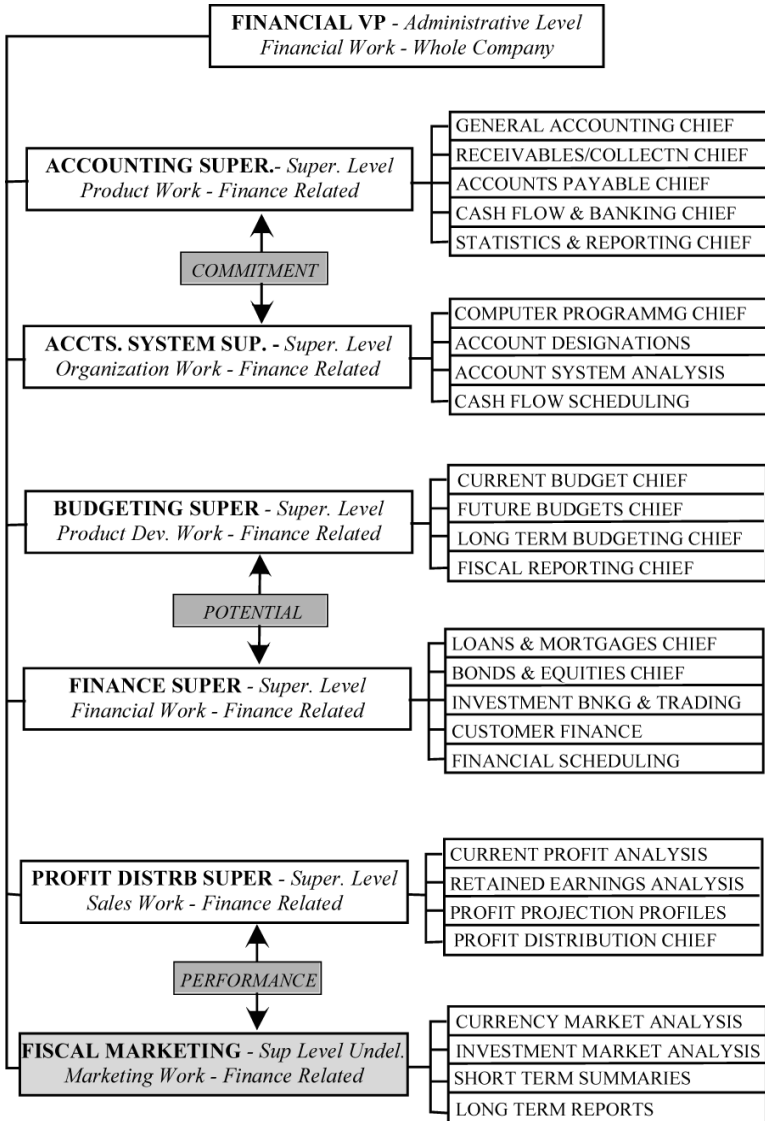 FINANCIAL VP - Administrative Level
Financial Work - Whole Company
ACCOUNTING SUPER.- Super. Level
Product Work - Finance Related
GENERAL ACCOUNTING CHIEF
RECEIVABLES/COLLECTN CHIEF
ACCOUNTS PAYABLE CHIEF
CASH FLOW & BANKING CHIEF
STATISTICS & REPORTING CHIEF
COMMITMENT
ACCTS. SYSTEM SUP. - Super. Level
Organization Work - Finance Related
COMPUTER PROGRAMMG CHIEF
ACCOUNT DESIGNATIONS
ACCOUNT SYSTEM ANALYSIS
CASH FLOW SCHEDULING
BUDGETING SUPER - Super. Level
Product Dev. Work - Finance Related
CURRENT BUDGET CHIEF
FUTURE BUDGETS CHIEF
LONG TERM BUDGETING CHIEF
FISCAL REPORTING CHIEF
POTENTIAL
FINANCE SUPER - Super. Level
Financial Work - Finance Related
LOANS & MORTGAGES CHIEF
BONDS & EQUITIES CHIEF
INVESTMENT BNKG & TRADING
CUSTOMER FINANCE
FINANCIAL SCHEDULING
PROFIT DISTRB SUPER - Super. Level
Sales Work - Finance Related
CURRENT PROFIT ANALYSIS
RETAINED EARNINGS ANALYSIS
PROFIT PROJECTION PROFILES
PROFIT DISTRIBUTION CHIEF
PERFORMANCE
FISCAL MARKETING - Sup Level Undel.
Marketing Work - Finance Related
CURRENCY MARKET ANALYSIS
INVESTMENT MARKET ANALYSIS
SHORT TERM SUMMARIES
LONG TERM REPORTS